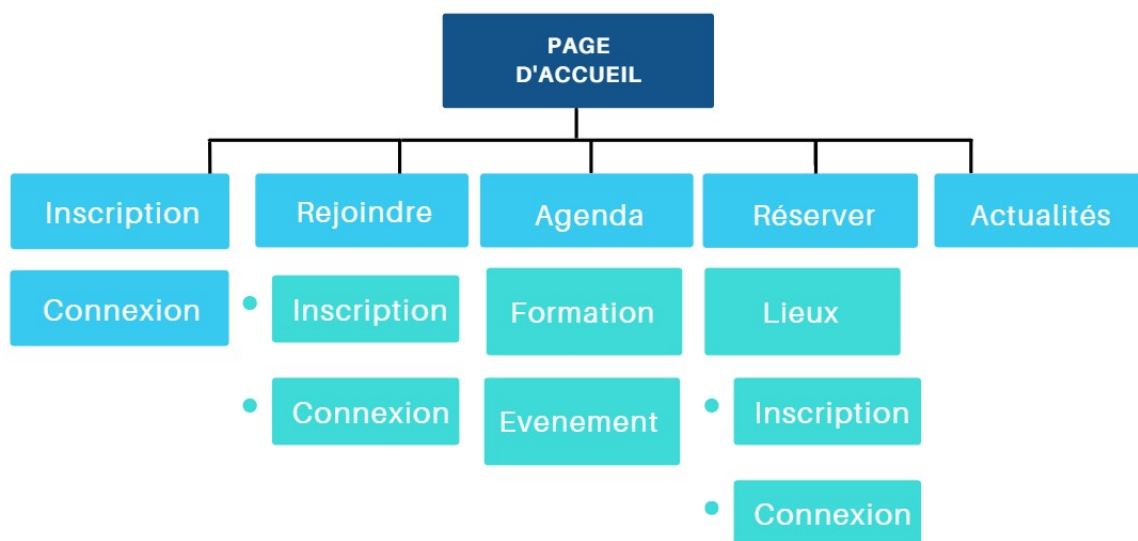 PAGE
D'ACCUEIL
Inscription
Rejoindre
Agenda
Réserver
Actualités
Connexion
Inscription
Formation
Lieux
Connexion
Evenement
Inscription
Connexion